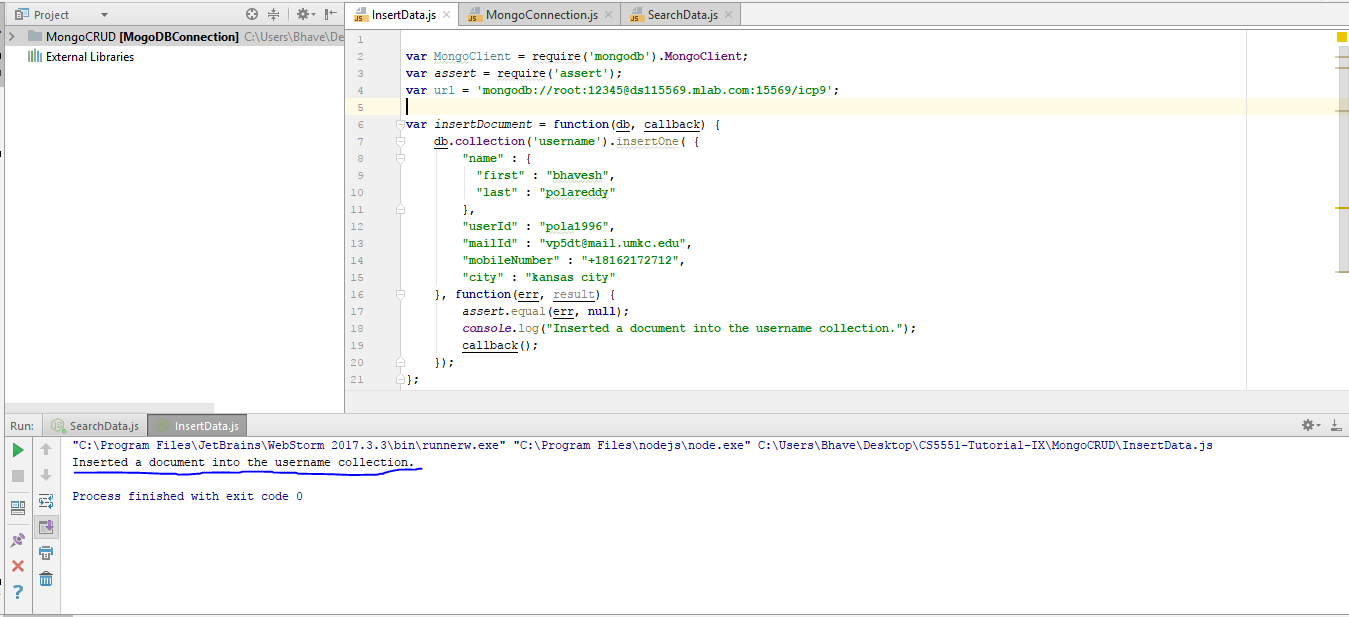 Project
InsertData.js
MongoConnection.js
SearchData.js
MongoCRUD [MogoDBConnection] C:\Users\Bhave\De
External Libraries
1
2 var MongoClient = require('mongodb').MongoClient;
3 var assert = require('assert');
4 var url = 'mongodb://root:12345@ds115569.mlab.com:15569/icp9';
5
6 var insertDocument = function(db, callback) {
7 db.collection('username').insertOne( {
8 "name" : {
9 "first" : "bhavesh",
10 "last" : "polareddy"
11 },
12 "userId" : "pola1996",
13 "mailId" : "vp5dt@mail.umkc.edu",
14 "mobileNumber" : "+18162172712",
15 "city" : "kansas city"
16 }, function(err, result) {
17 assert.equal(err, null);
18 console.log("Inserted a document into the username collection.");
19 callback();
20 });
21 };
Run: SearchData.js InsertData.js
"C:\Program Files\JetBrains\WebStorm 2017.3.3\bin\runnerw.exe" "C:\Program Files\nodejs\node.exe" C:\Users\Bhave\Desktop\CS5551-Tutorial-IX\MongoCRUD\InsertData.js
Inserted a document into the username collection.
Process finished with exit code 0